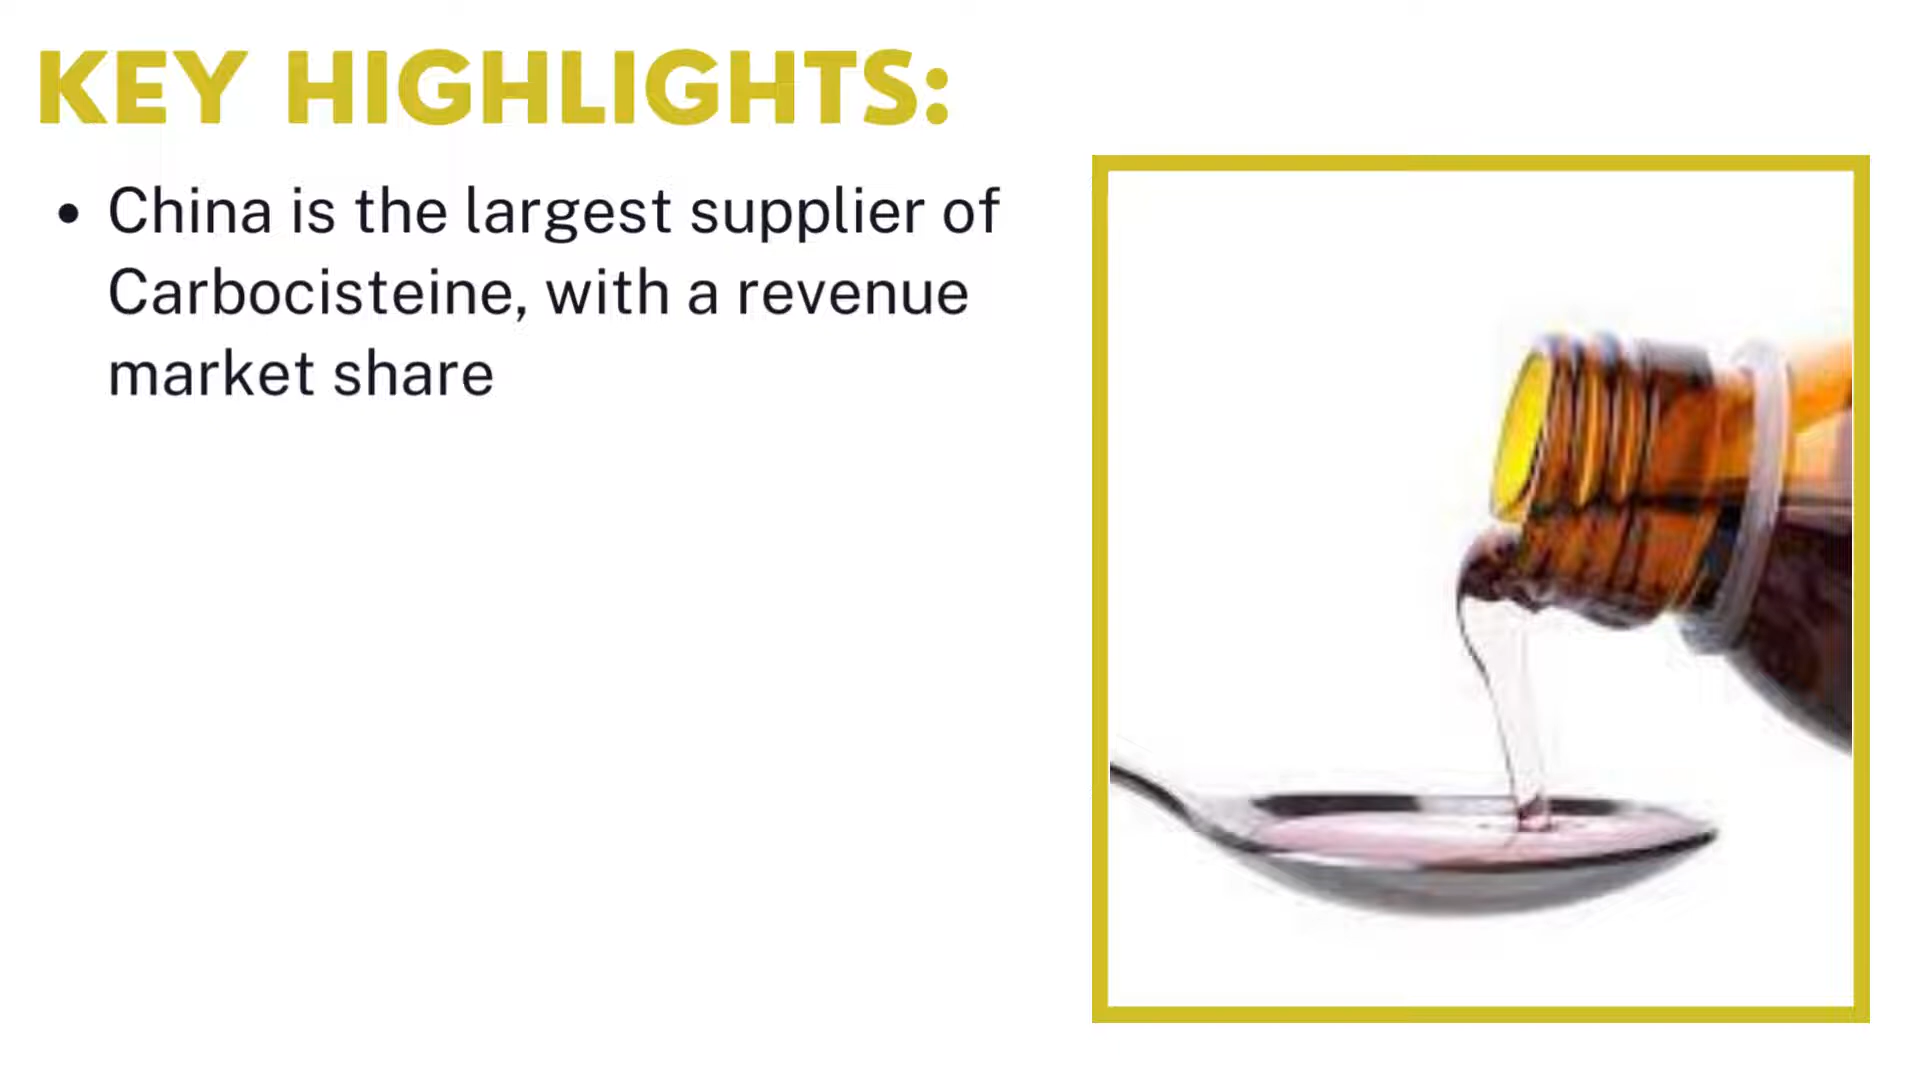 KEY HIGHLIGHTS:
• China is the largest supplier of
Carbocisteine, with a revenue
market share